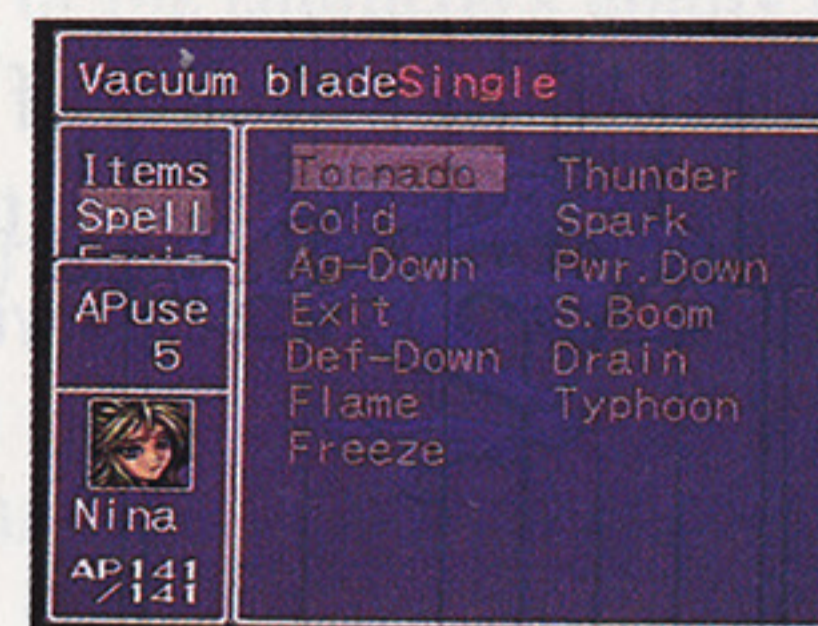 Vacuum bladeSingle
Items
Spell
APuse
5
Nina
AP141
/141
Tornado Thunder
Cold Spark
Ag-Down Pwr.Down
Exit S.Boom
Def-Down Drain
Flame Typhoon
Freeze